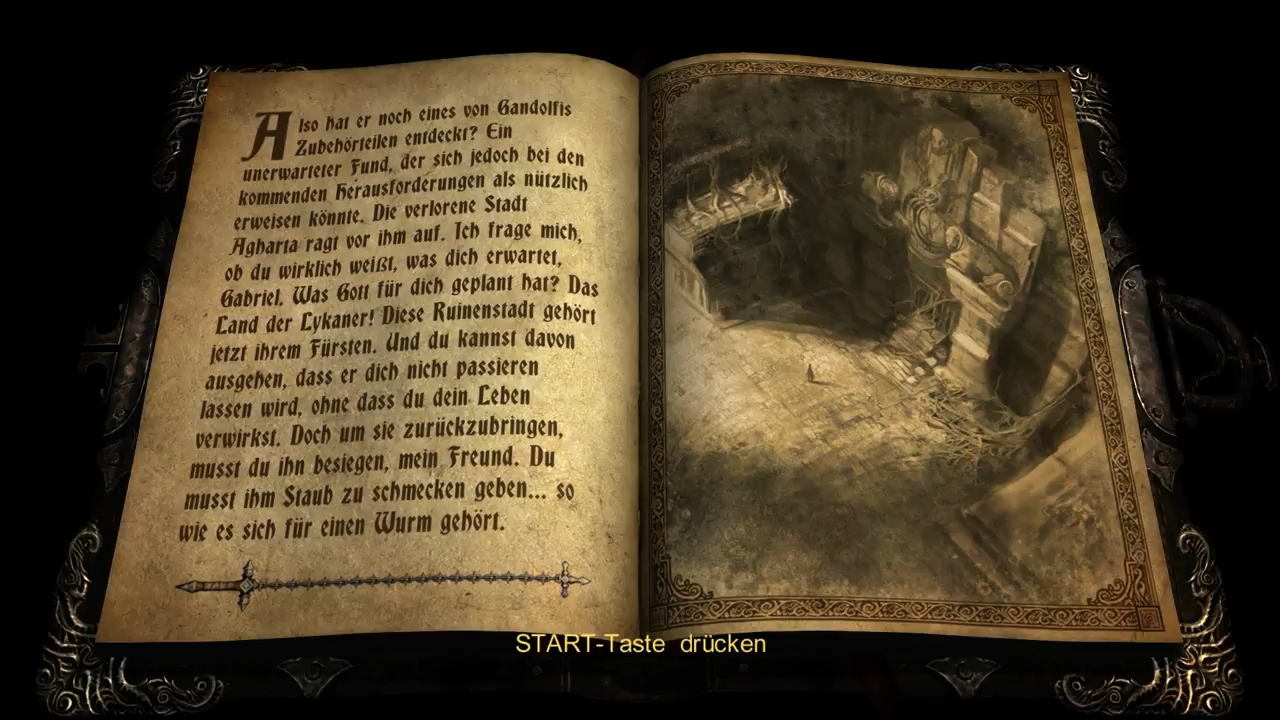 Also hat er noch eines von Gandolfis
Zubehörteilen entdeckt? Ein
unerwarteter Fund, der sich jedoch bei den
kommenden Herausforderungen als nützlich
erweisen könnte. Die verlorene Stadt
Agharta ragt vor ihm auf. Ich frage mich,
ob du wirklich weißt, was dich erwartet,
Gabriel. Was Gott für dich geplant hat? Das
Land der Lykaner! Diese Ruinenstadt gehört
jetzt ihrem Fürsten. Und du kannst davon
ausgehen, dass er dich nicht passieren
lassen wird, ohne dass du dein Leben
verwirkst. Doch um sie zurückzubringen,
musst du ihn besiegen, mein Freund. Du
musst ihm Staub zu schmecken geben... so
wie es sich für einen Wurm gehört.
START-Taste drücken